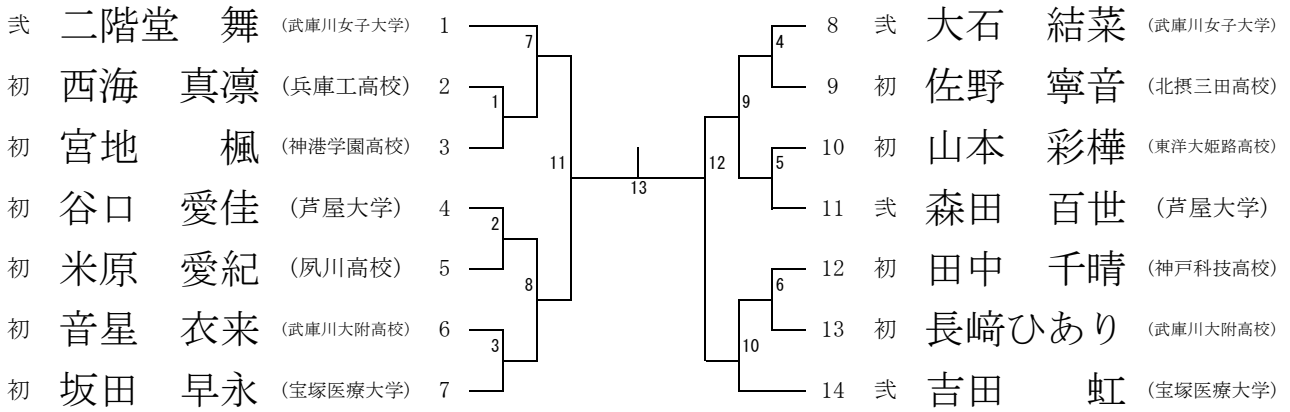 弐 二階堂　舞 (武庫川女子大学) 1
初 西海　真凛 (兵庫工高校) 2
初 宮地　楓 (神港学園高校) 3
初 谷口　愛佳 (芦屋大学) 4
初 米原　愛紀 (夙川高校) 5
初 音星　衣来 (武庫川大附高校) 6
初 坂田　早永 (宝塚医療大学) 7
7
1
11
2
8
3
13
4
9
12
5
6
10
8 弐 大石　結菜 (武庫川女子大学)
9 初 佐野　寧音 (北摂三田高校)
10 初 山本　彩樺 (東洋大姫路高校)
11 弐 森田　百世 (芦屋大学)
12 初 田中　千晴 (神戸科技高校)
13 初 長﨑ひあり (武庫川大附高校)
14 弐 吉田　虹 (宝塚医療大学)